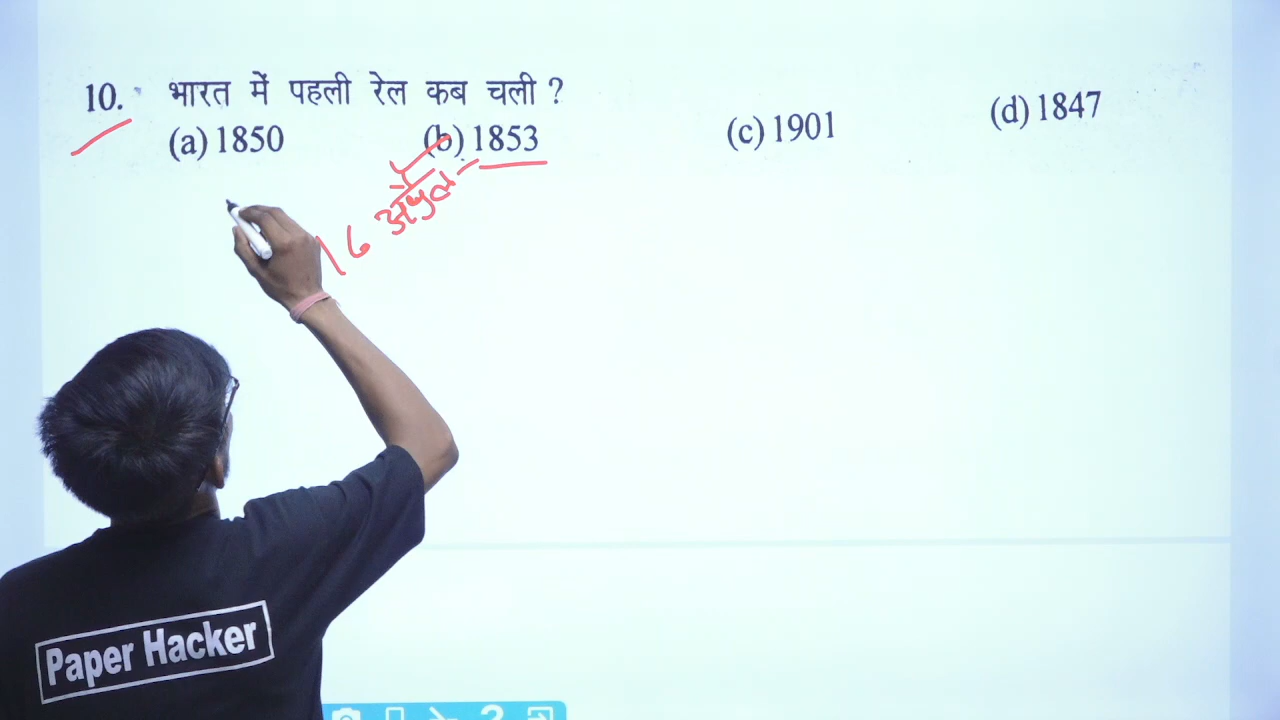 10. भारत में पहली रेल कब चली ?
(a) 1850 (b) 1853 (c) 1901 (d) 1847
16 अप्रैल
Paper Hacker